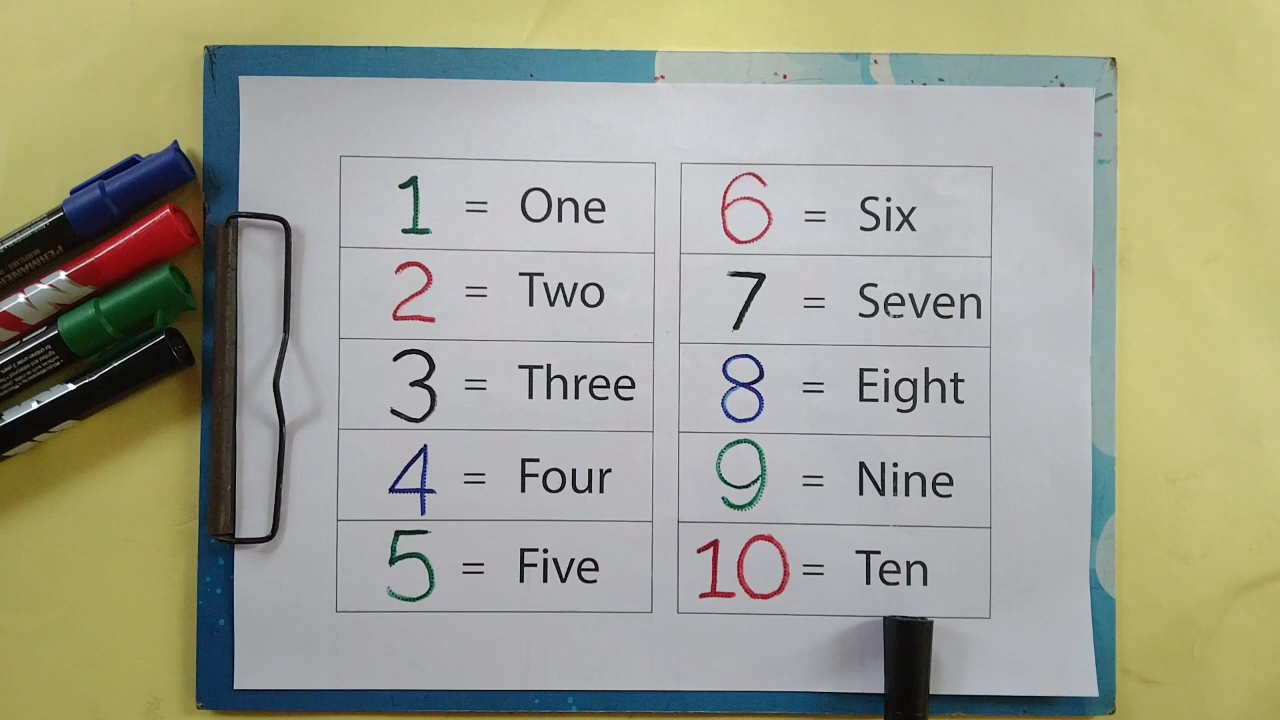 1 = One
2 = Two
3 = Three
4 = Four
5 = Five
6 = Six
7 = Seven
8 = Eight
9 = Nine
10 = Ten
PERMANEN